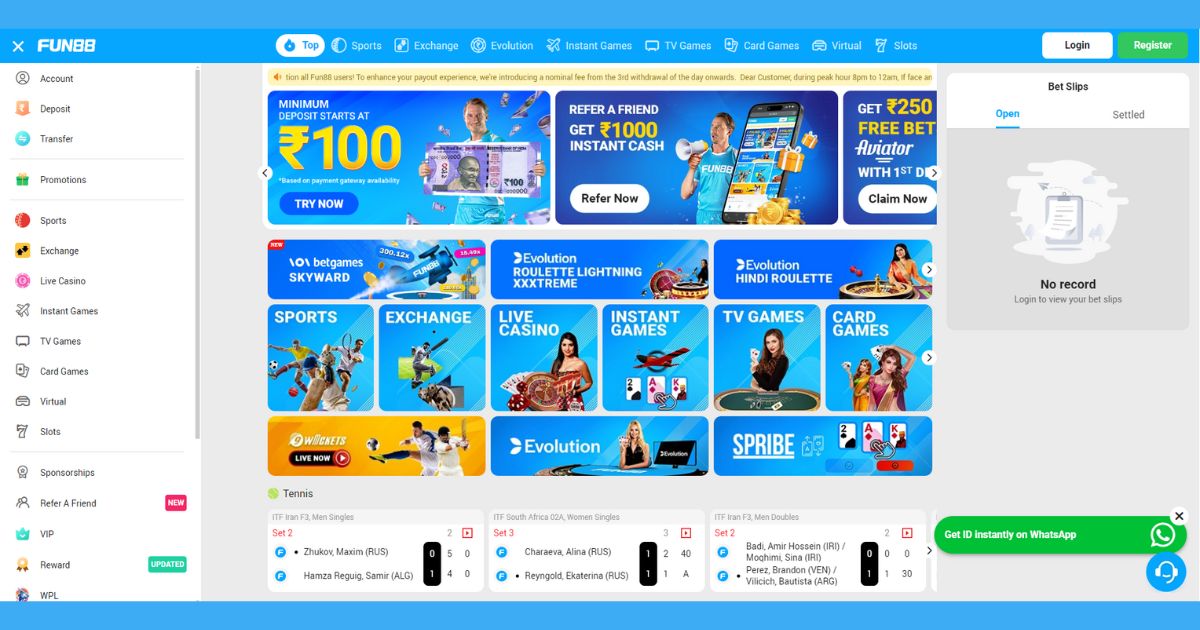 FUN88
Top
Sports
Exchange
Evolution
Instant Games
TV Games
Card Games
Virtual
Slots
Login
Register
Account
Deposit
Transfer
Promotions
Sports
Exchange
Live Casino
Instant Games
TV Games
Card Games
Virtual
Slots
Sponsorships
Refer A Friend
NEW
VIP
Reward
UPDATED
WPL
tion all Fun88 users! To enhance your payout experience, we're introducing a nominal fee from the 3rd withdrawal of the day onwards. Dear Customer, during peak hour 8pm to 12am, If face an
MINIMUM
DEPOSIT STARTS AT
₹100
*Based on payment gateway availability
TRY NOW
₹100
REFER A FRIEND
GET ₹1000
INSTANT CASH
Refer Now
FUN88
GET ₹250
FREE BET
Aviator
WITH 1ST D
Claim Now
NEW
betgames
SKYWARD
300.12x
FUN88
Evolution
ROULETTE LIGHTNING
XXXTREME
Evolution
HINDI ROULETTE
SPORTS
EXCHANGE
LIVE
CASINO
INSTANT
GAMES
2 A K
TV GAMES
CARD
GAMES
9WICKETS
LIVE NOW
Evolution
Evolution
SPRIBE
2 A K
Tennis
ITF Iran F3, Men Singles
Set 2
2
Zhukov, Maxim (RUS)
0 5 0
Hamza Reguig, Samir (ALG)
1 4 0
ITF South Africa 02A, Women Singles
Set 3
3
Charaeva, Alina (RUS)
1 2 40
Reyngold, Ekaterina (RUS)
1 1 A
ITF Iran F3, Men Doubles
Set 2
2
Badi, Amir Hossein (IRI) /
Moghimi, Sina (IRI)
0 0 0
Perez, Brandon (VEN) /
Vilicich, Bautista (ARG)
1 1 30
Bet Slips
Open
Settled
No record
Login to view your bet slips
Get ID instantly on WhatsApp